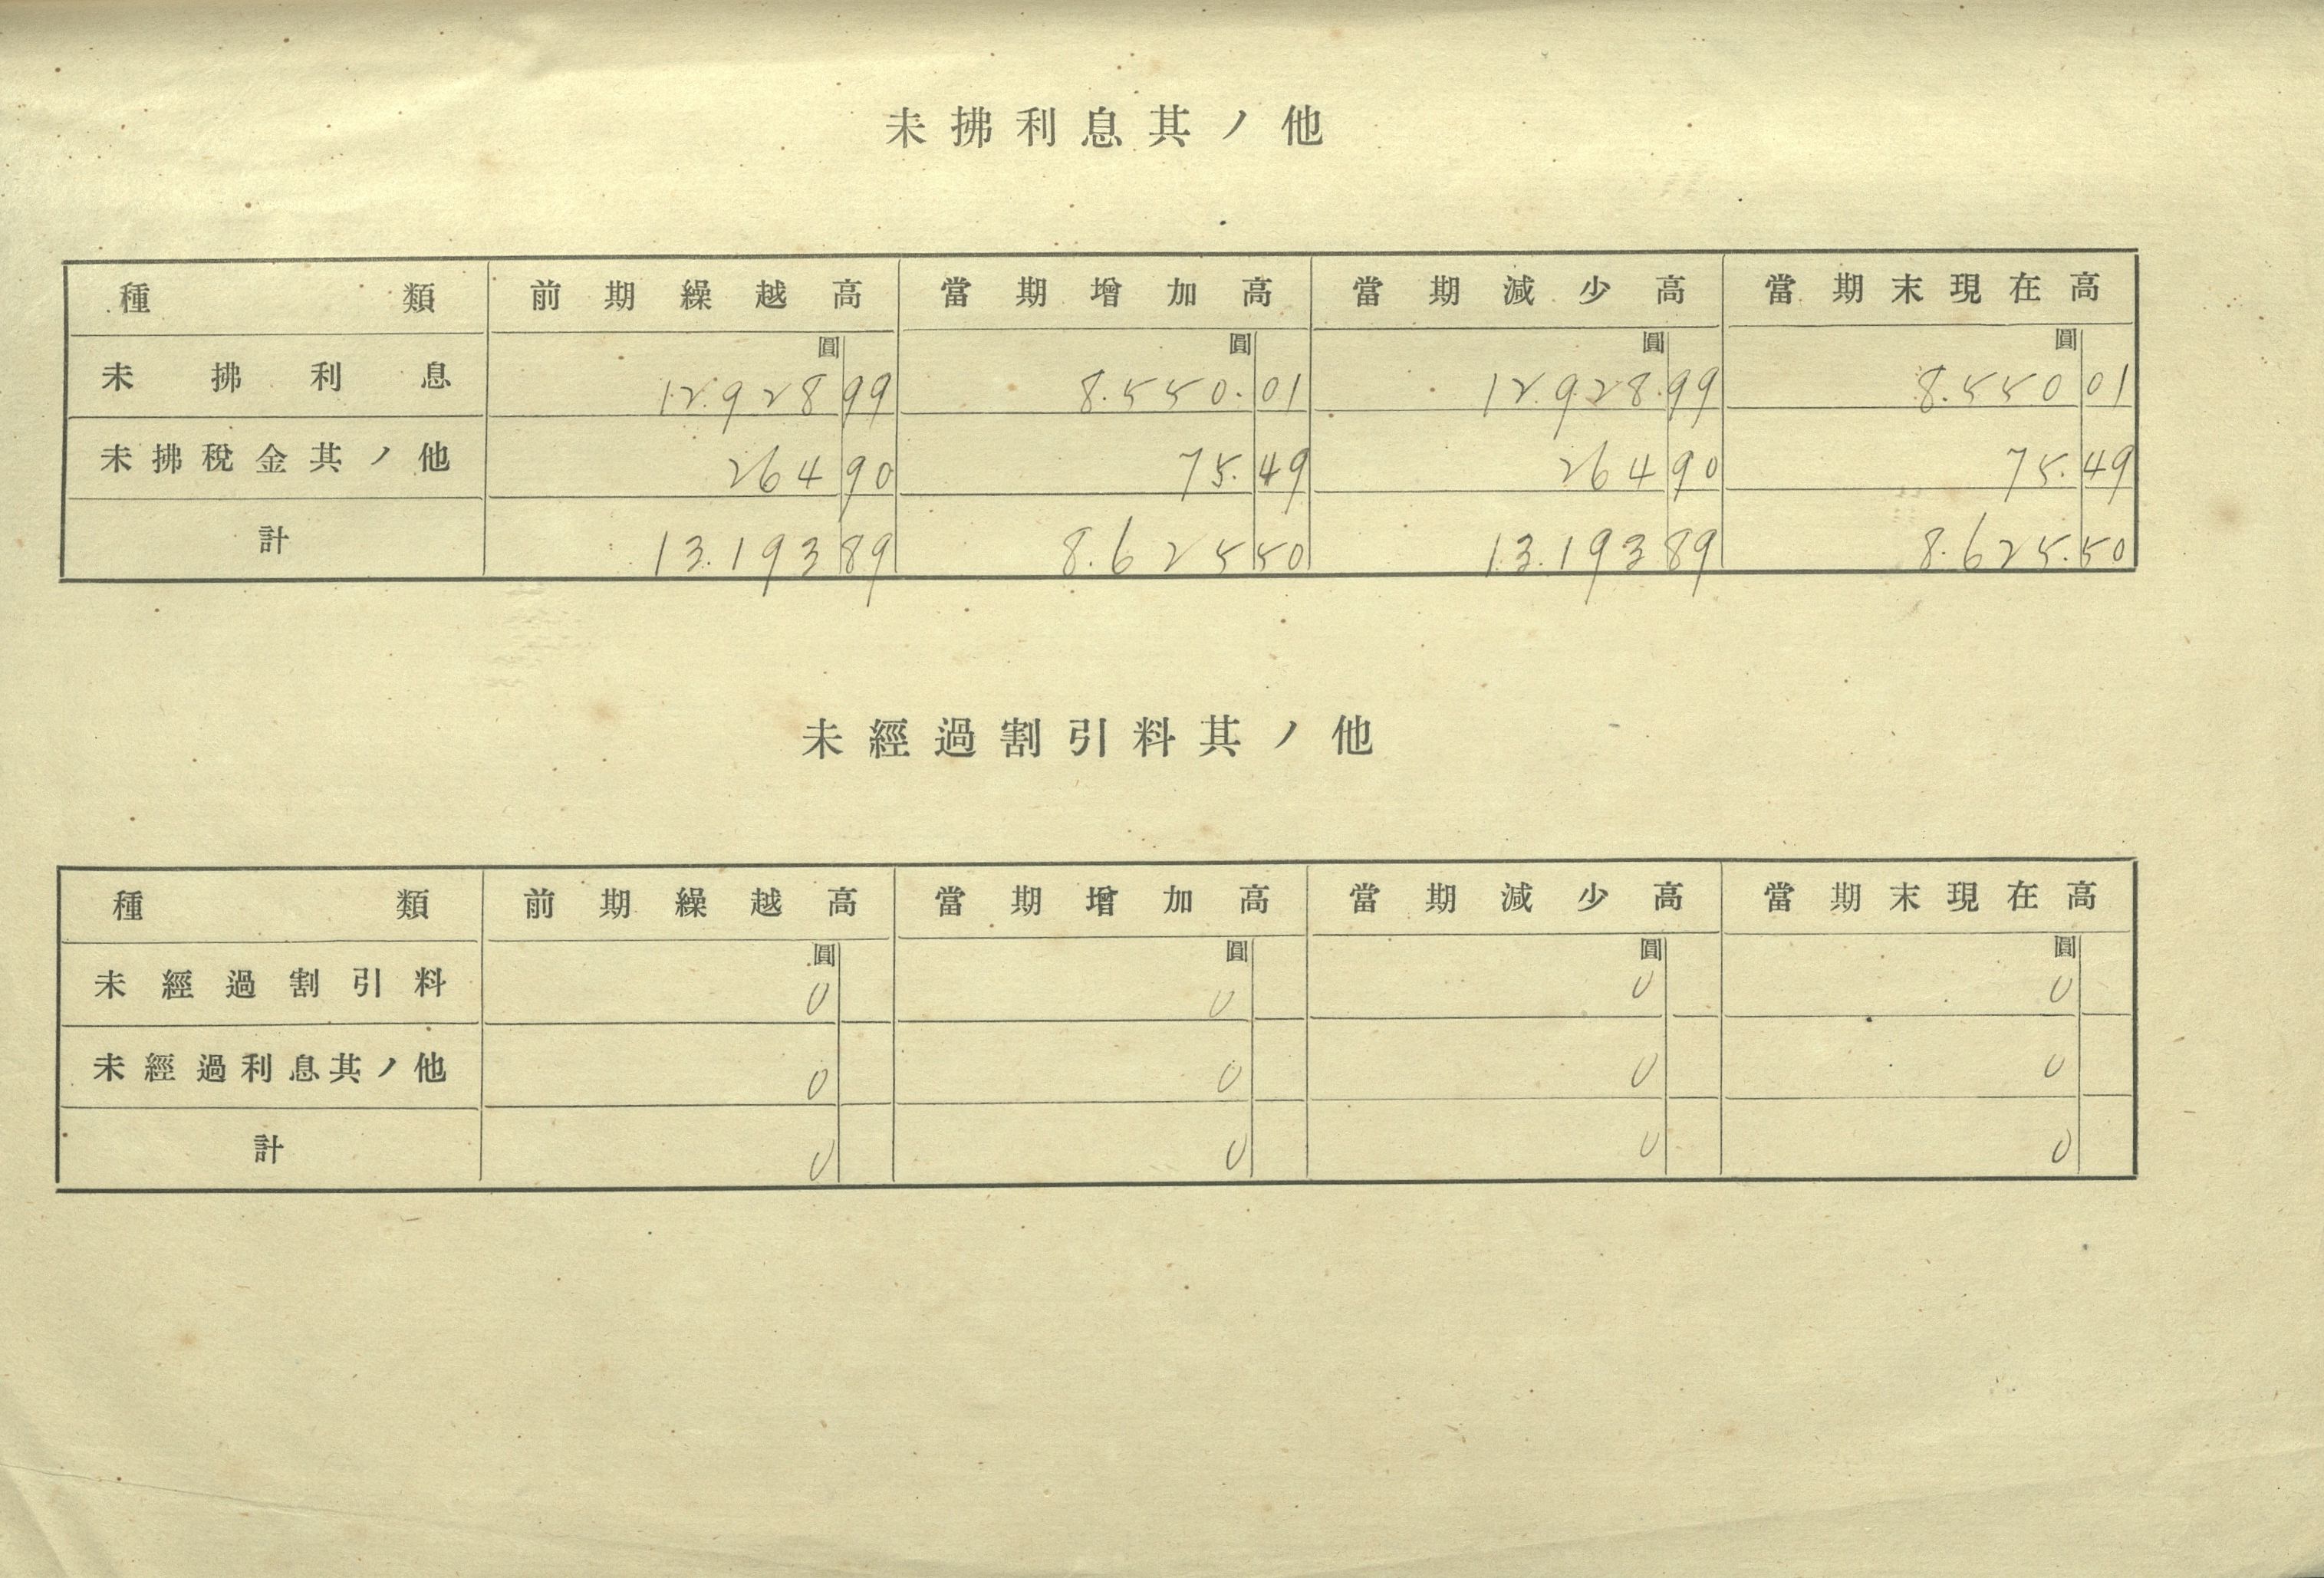 未拂利息其ノ他
種類 前期繰越高 當期增加高 當期減少高 當期末現在高
圓 圓 圓 圓
未拂利息 12.928 99 8.550. 01 12.928. 99 8.550 01
未拂稅金其ノ他 264 90 75. 49 264 90 75. 49
計 13.193 89 8.625 50 13.193 89 8.625. 50
未經過割引料其ノ他
種類 前期繰越高 當期增加高 當期減少高 當期末現在高
圓 圓 圓 圓
未經過割引料 0 0 0 0
未經過利息其ノ他 0 0 0 0
計 0 0 0 0